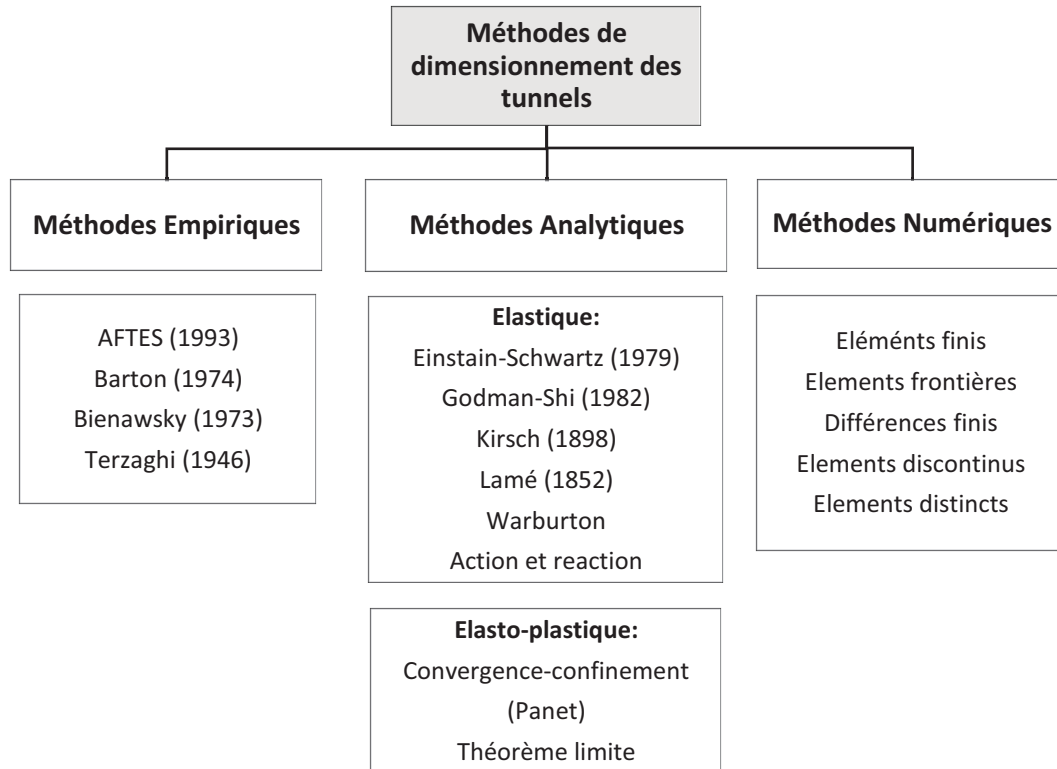 Méthodes de
dimensionnement des
tunnels
Méthodes Empiriques
AFTES (1993)
Barton (1974)
Bienawsky (1973)
Terzaghi (1946)
Méthodes Analytiques
Elastique:
Einstain-Schwartz (1979)
Godman-Shi (1982)
Kirsch (1898)
Lamé (1852)
Warburton
Action et reaction
Elasto-plastique:
Convergence-confinement
(Panet)
Théorème limite
Méthodes Numériques
Eléménts finis
Elements frontières
Différences finis
Elements discontinus
Elements distincts